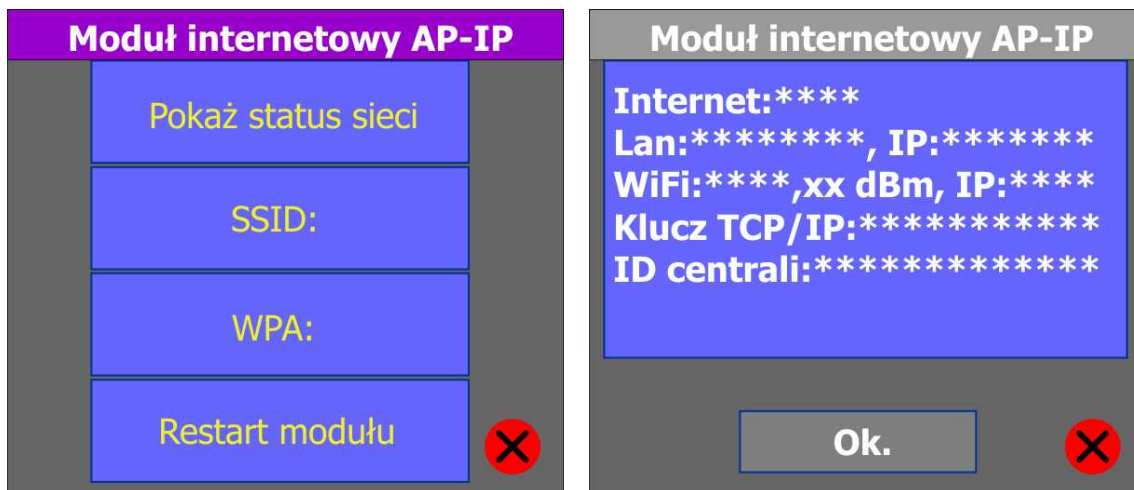 Moduł internetowy AP-IP
Pokaż status sieci
SSID:
WPA:
Restart modułu
Moduł internetowy AP-IP
Internet:****
Lan:********, IP:*******
WiFi:****,xx dBm, IP:****
Klucz TCP/IP:***********
ID centrali:*************
Ok.